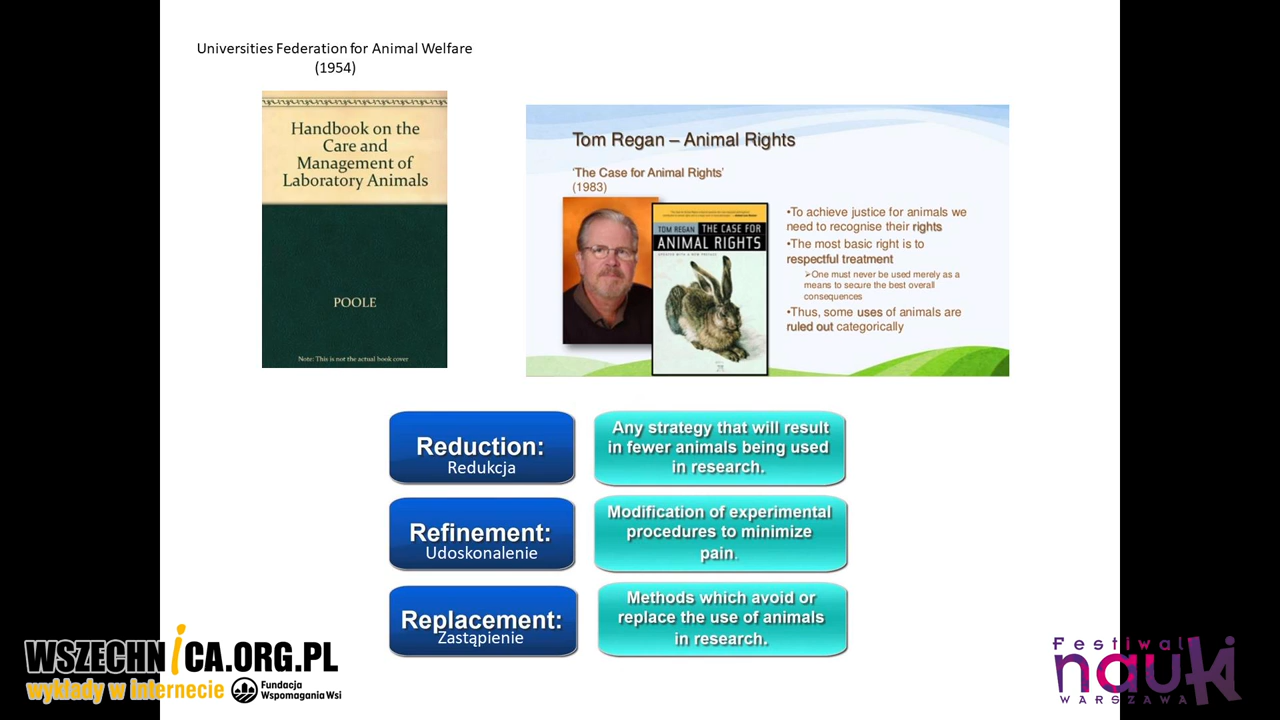 Universities Federation for Animal Welfare
(1954)
Handbook on the
Care and
Management of
Laboratory Animals
POOLE
Note: This is not the actual book cover
Tom Regan – Animal Rights
‘The Case for Animal Rights’
(1983)
TOM REGAN THE CASE FOR
ANIMAL RIGHTS
UPDATED WITH A NEW PREFACE
•To achieve justice for animals we
need to recognise their rights
•The most basic right is to
respectful treatment
➢One must never be used merely as a
means to secure the best overall
consequences
•Thus, some uses of animals are
ruled out categorically
Reduction:
Redukcja
Any strategy that will result
in fewer animals being used
in research.
Refinement:
Udoskonalenie
Modification of experimental
procedures to minimize
pain.
Replacement:
Zastąpienie
Methods which avoid or
replace the use of animals
in research.
WSZECHNiCA.ORG.PL
wykłady w Internecie
Fundacja
Wspomagania Wsi
Festiwal
nauki
WARSZAWA